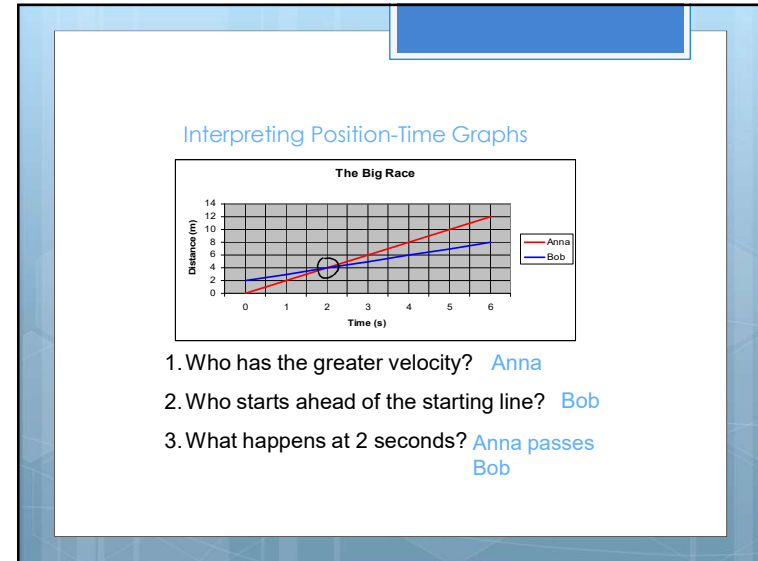 Interpreting Position-Time Graphs
The Big Race
14
12
10
8
6
4
2
0
Distance (m)
0 1 2 3 4 5 6
Time (s)
Anna
Bob
1. Who has the greater velocity? Anna
2. Who starts ahead of the starting line? Bob
3. What happens at 2 seconds? Anna passes
Bob